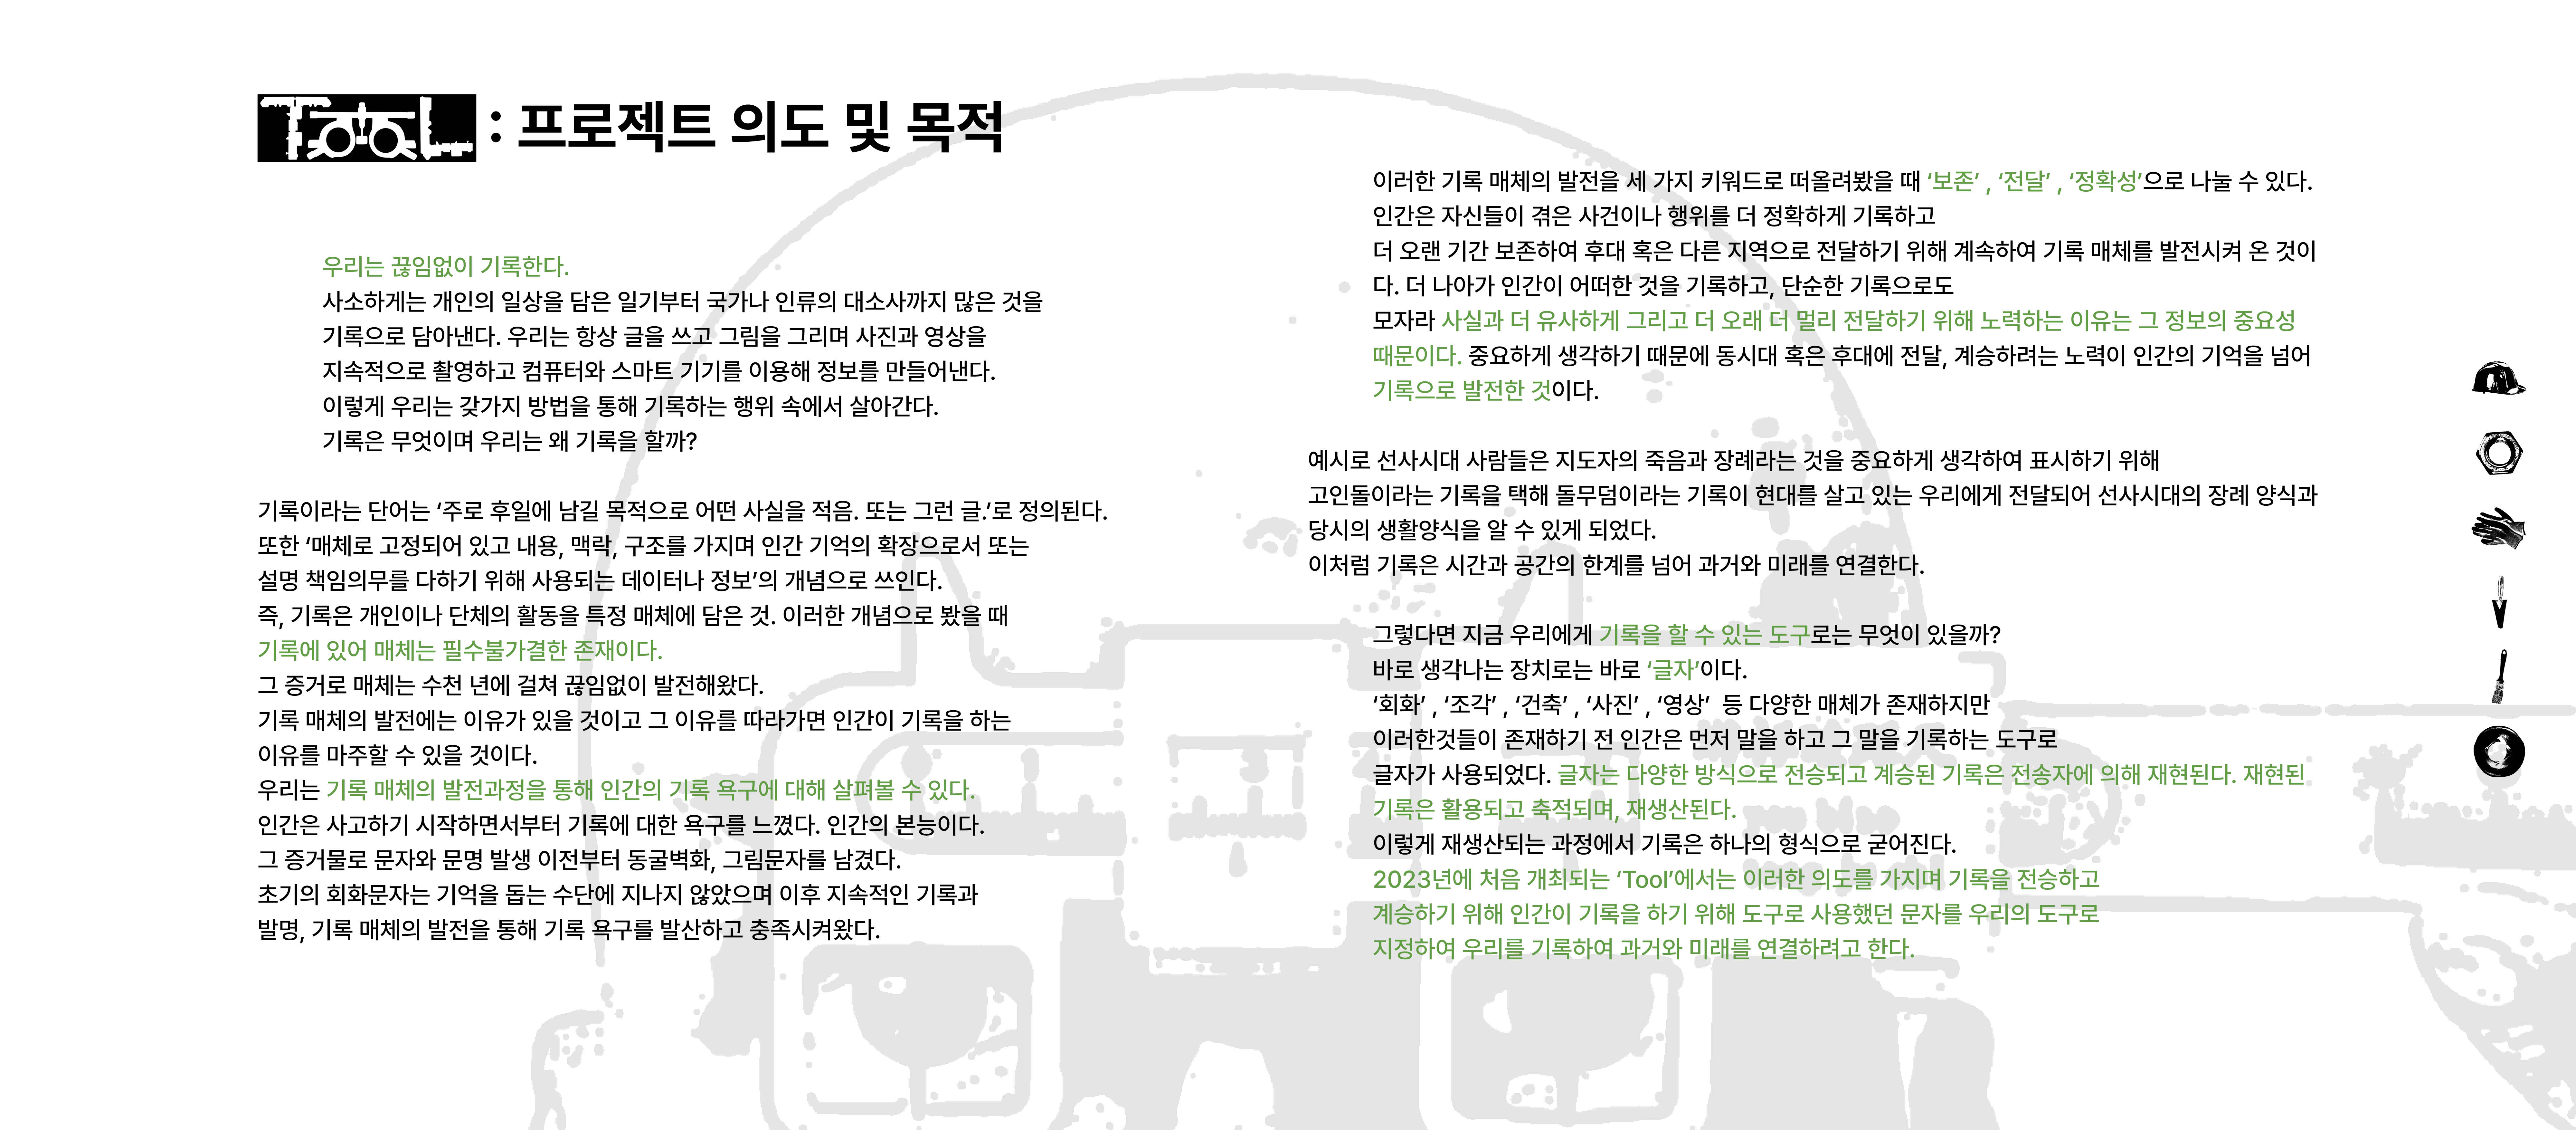 TOOL : 프로젝트 의도 및 목적
우리는 끊임없이 기록한다.
사소하게는 개인의 일상을 담은 일기부터 국가나 인류의 대소사까지 많은 것을
기록으로 담아낸다. 우리는 항상 글을 쓰고 그림을 그리며 사진과 영상을
지속적으로 촬영하고 컴퓨터와 스마트 기기를 이용해 정보를 만들어낸다.
이렇게 우리는 갖가지 방법을 통해 기록하는 행위 속에서 살아간다.
기록은 무엇이며 우리는 왜 기록을 할까?
기록이라는 단어는 ‘주로 후일에 남길 목적으로 어떤 사실을 적음. 또는 그런 글.’로 정의된다.
또한 ‘매체로 고정되어 있고 내용, 맥락, 구조를 가지며 인간 기억의 확장으로서 또는
설명 책임의무를 다하기 위해 사용되는 데이터나 정보’의 개념으로 쓰인다.
즉, 기록은 개인이나 단체의 활동을 특정 매체에 담은 것. 이러한 개념으로 봤을 때
기록에 있어 매체는 필수불가결한 존재이다.
그 증거로 매체는 수천 년에 걸쳐 끊임없이 발전해왔다.
기록 매체의 발전에는 이유가 있을 것이고 그 이유를 따라가면 인간이 기록을 하는
이유를 마주할 수 있을 것이다.
우리는 기록 매체의 발전과정을 통해 인간의 기록 욕구에 대해 살펴볼 수 있다.
인간은 사고하기 시작하면서부터 기록에 대한 욕구를 느꼈다. 인간의 본능이다.
그 증거물로 문자와 문명 발생 이전부터 동굴벽화, 그림문자를 남겼다.
초기의 회화문자는 기억을 돕는 수단에 지나지 않았으며 이후 지속적인 기록과
발명, 기록 매체의 발전을 통해 기록 욕구를 발산하고 충족시켜왔다.
이러한 기록 매체의 발전을 세 가지 키워드로 떠올려봤을 때 ‘보존’ , ‘전달’ , ‘정확성’으로 나눌 수 있다.
인간은 자신들이 겪은 사건이나 행위를 더 정확하게 기록하고
더 오랜 기간 보존하여 후대 혹은 다른 지역으로 전달하기 위해 계속하여 기록 매체를 발전시켜 온 것이
다. 더 나아가 인간이 어떠한 것을 기록하고, 단순한 기록으로도
모자라 사실과 더 유사하게 그리고 더 오래 더 멀리 전달하기 위해 노력하는 이유는 그 정보의 중요성
때문이다. 중요하게 생각하기 때문에 동시대 혹은 후대에 전달, 계승하려는 노력이 인간의 기억을 넘어
기록으로 발전한 것이다.
예시로 선사시대 사람들은 지도자의 죽음과 장례라는 것을 중요하게 생각하여 표시하기 위해
고인돌이라는 기록을 택해 돌무덤이라는 기록이 현대를 살고 있는 우리에게 전달되어 선사시대의 장례 양식과
당시의 생활양식을 알 수 있게 되었다.
이처럼 기록은 시간과 공간의 한계를 넘어 과거와 미래를 연결한다.
그렇다면 지금 우리에게 기록을 할 수 있는 도구로는 무엇이 있을까?
바로 생각나는 장치로는 바로 ‘글자’이다.
‘회화’ , ‘조각’ , ‘건축’ , ‘사진’ , ‘영상’ 등 다양한 매체가 존재하지만
이러한것들이 존재하기 전 인간은 먼저 말을 하고 그 말을 기록하는 도구로
글자가 사용되었다. 글자는 다양한 방식으로 전승되고 계승된 기록은 전송자에 의해 재현된다. 재현된
기록은 활용되고 축적되며, 재생산된다.
이렇게 재생산되는 과정에서 기록은 하나의 형식으로 굳어진다.
2023년에 처음 개최되는 ‘Tool’에서는 이러한 의도를 가지며 기록을 전승하고
계승하기 위해 인간이 기록을 하기 위해 도구로 사용했던 문자를 우리의 도구로
지정하여 우리를 기록하여 과거와 미래를 연결하려고 한다.